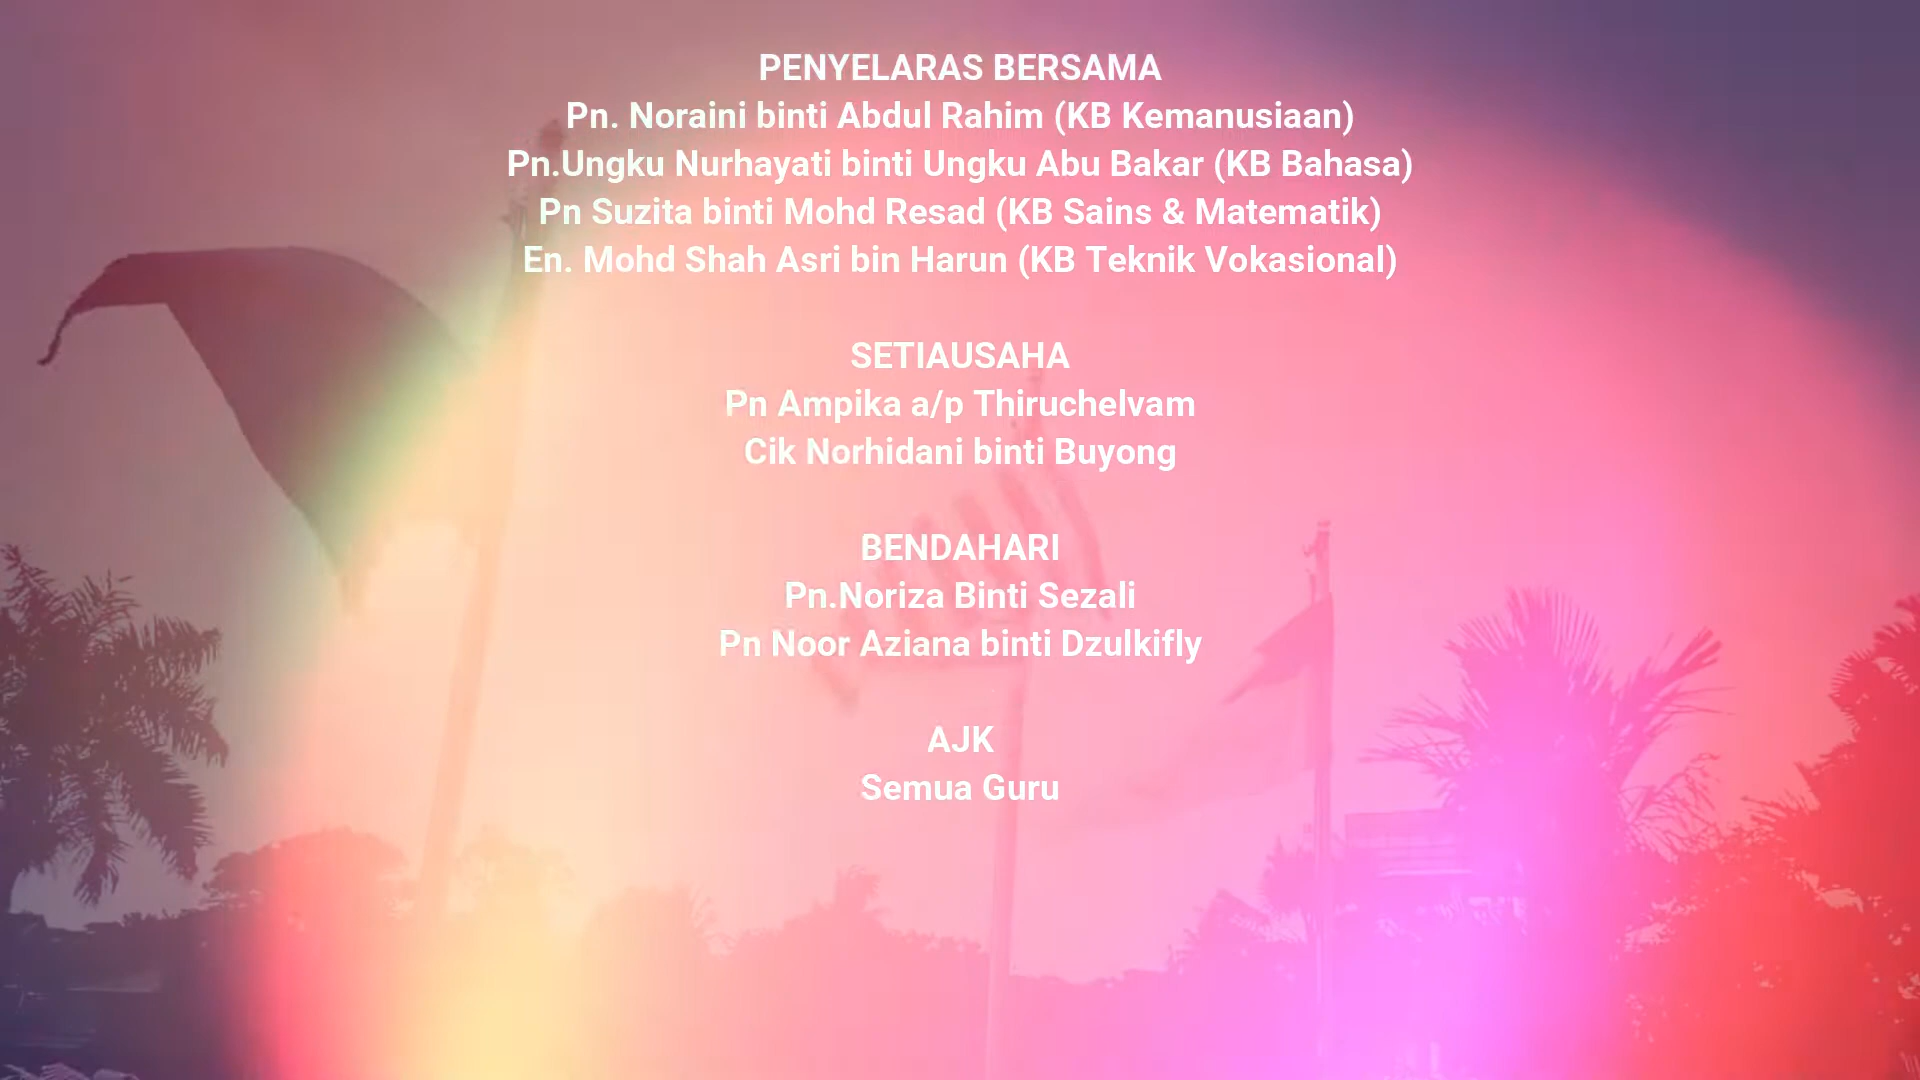 PENYELARAS BERSAMA
Pn. Noraini binti Abdul Rahim (KB Kemanusiaan)
Pn.Ungku Nurhayati binti Ungku Abu Bakar (KB Bahasa)
Pn Suzita binti Mohd Resad (KB Sains & Matematik)
En. Mohd Shah Asri bin Harun (KB Teknik Vokasional)
SETIAUSAHA
Pn Ampika a/p Thiruchelvam
Cik Norhidani binti Buyong
BENDAHARI
Pn.Noriza Binti Sezali
Pn Noor Aziana binti Dzulkifly
AJK
Semua Guru